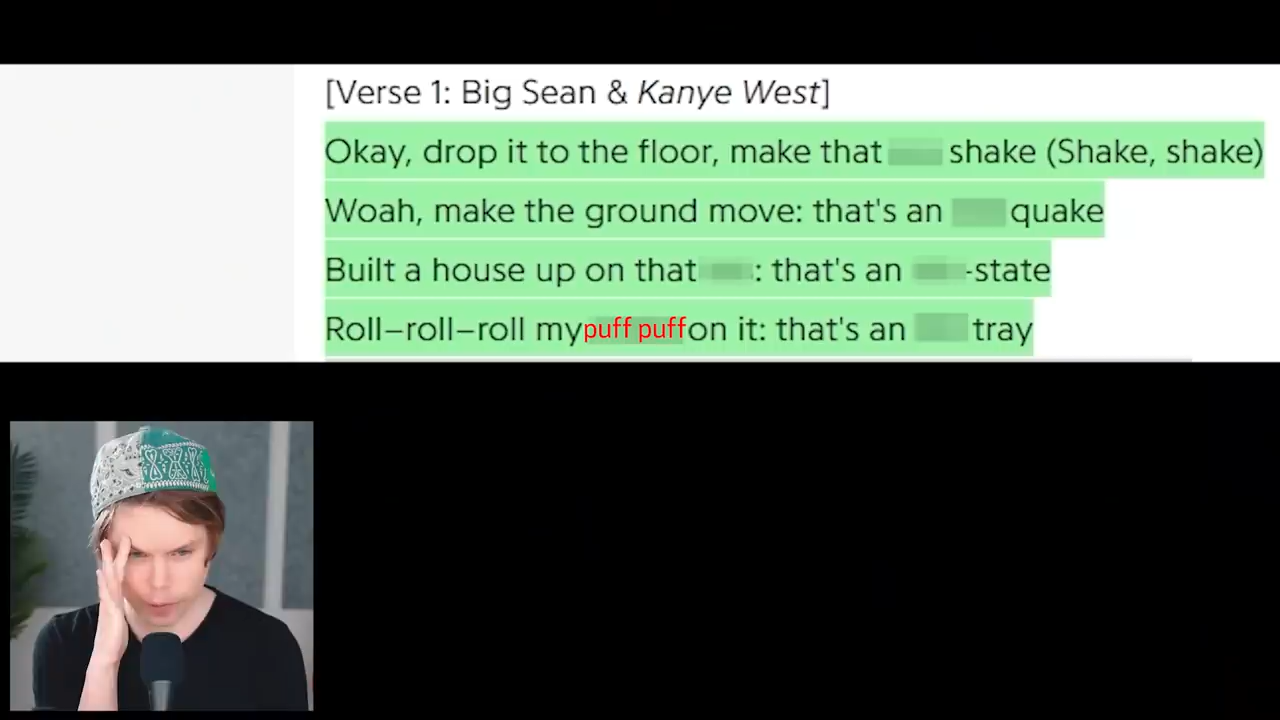 [Verse 1: Big Sean & Kanye West]
Okay, drop it to the floor, make that shake (Shake, shake)
Woah, make the ground move: that's an quake
Built a house up on that : that's an -state
Roll–roll–roll my puff puff on it: that's an tray